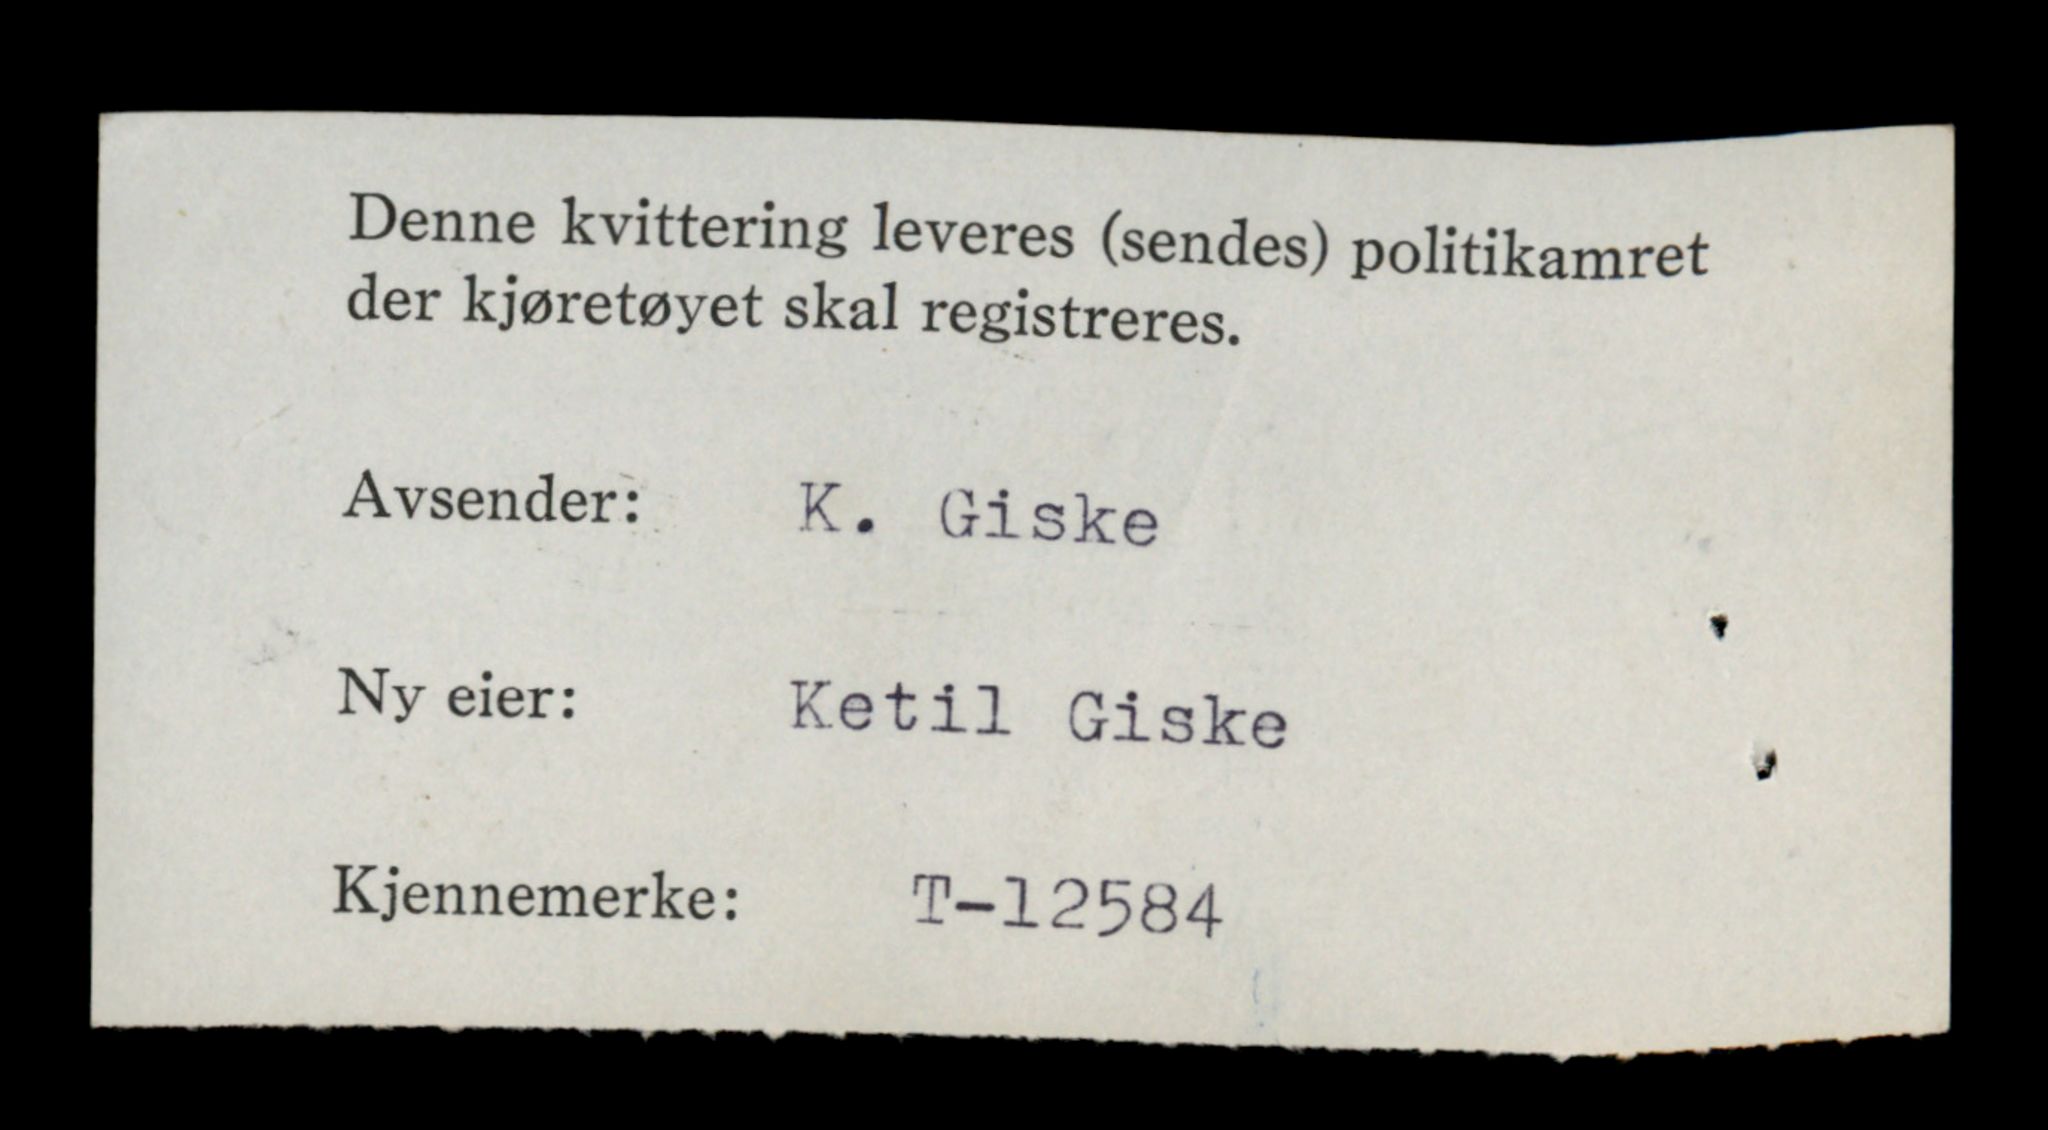 Denne kvittering leveres (sendes) politikamret
der kjøretøyet skal registreres.
Avsender: K. Giske
Ny eier: Ketil Giske
Kjennemerke: T-12584